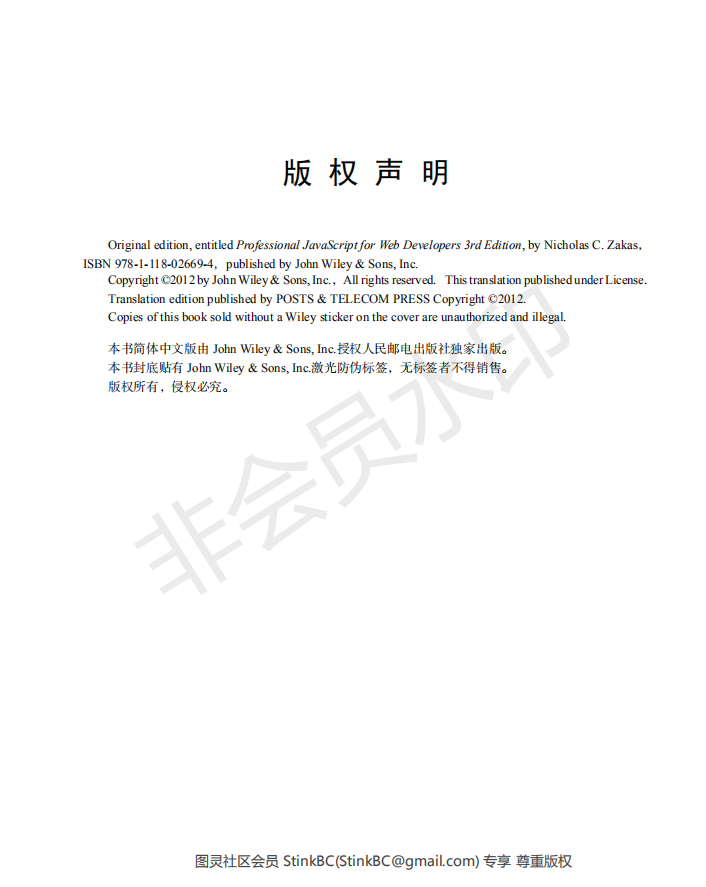 版 权 声 明
Original edition, entitled Professional JavaScript for Web Developers 3rd Edition, by Nicholas C. Zakas，
ISBN 978-1-118-02669-4，published by John Wiley & Sons, Inc.
Copyright ©2012 by John Wiley & Sons, Inc.，All rights reserved. This translation published under License.
Translation edition published by POSTS & TELECOM PRESS Copyright ©2012.
Copies of this book sold without a Wiley sticker on the cover are unauthorized and illegal.
本书简体中文版由 John Wiley & Sons, Inc.授权人民邮电出版社独家出版。
本书封底贴有 John Wiley & Sons, Inc.激光防伪标签，无标签者不得销售。
版权所有，侵权必究。
非会员水印
图灵社区会员 StinkBC(StinkBC@gmail.com) 专享 尊重版权